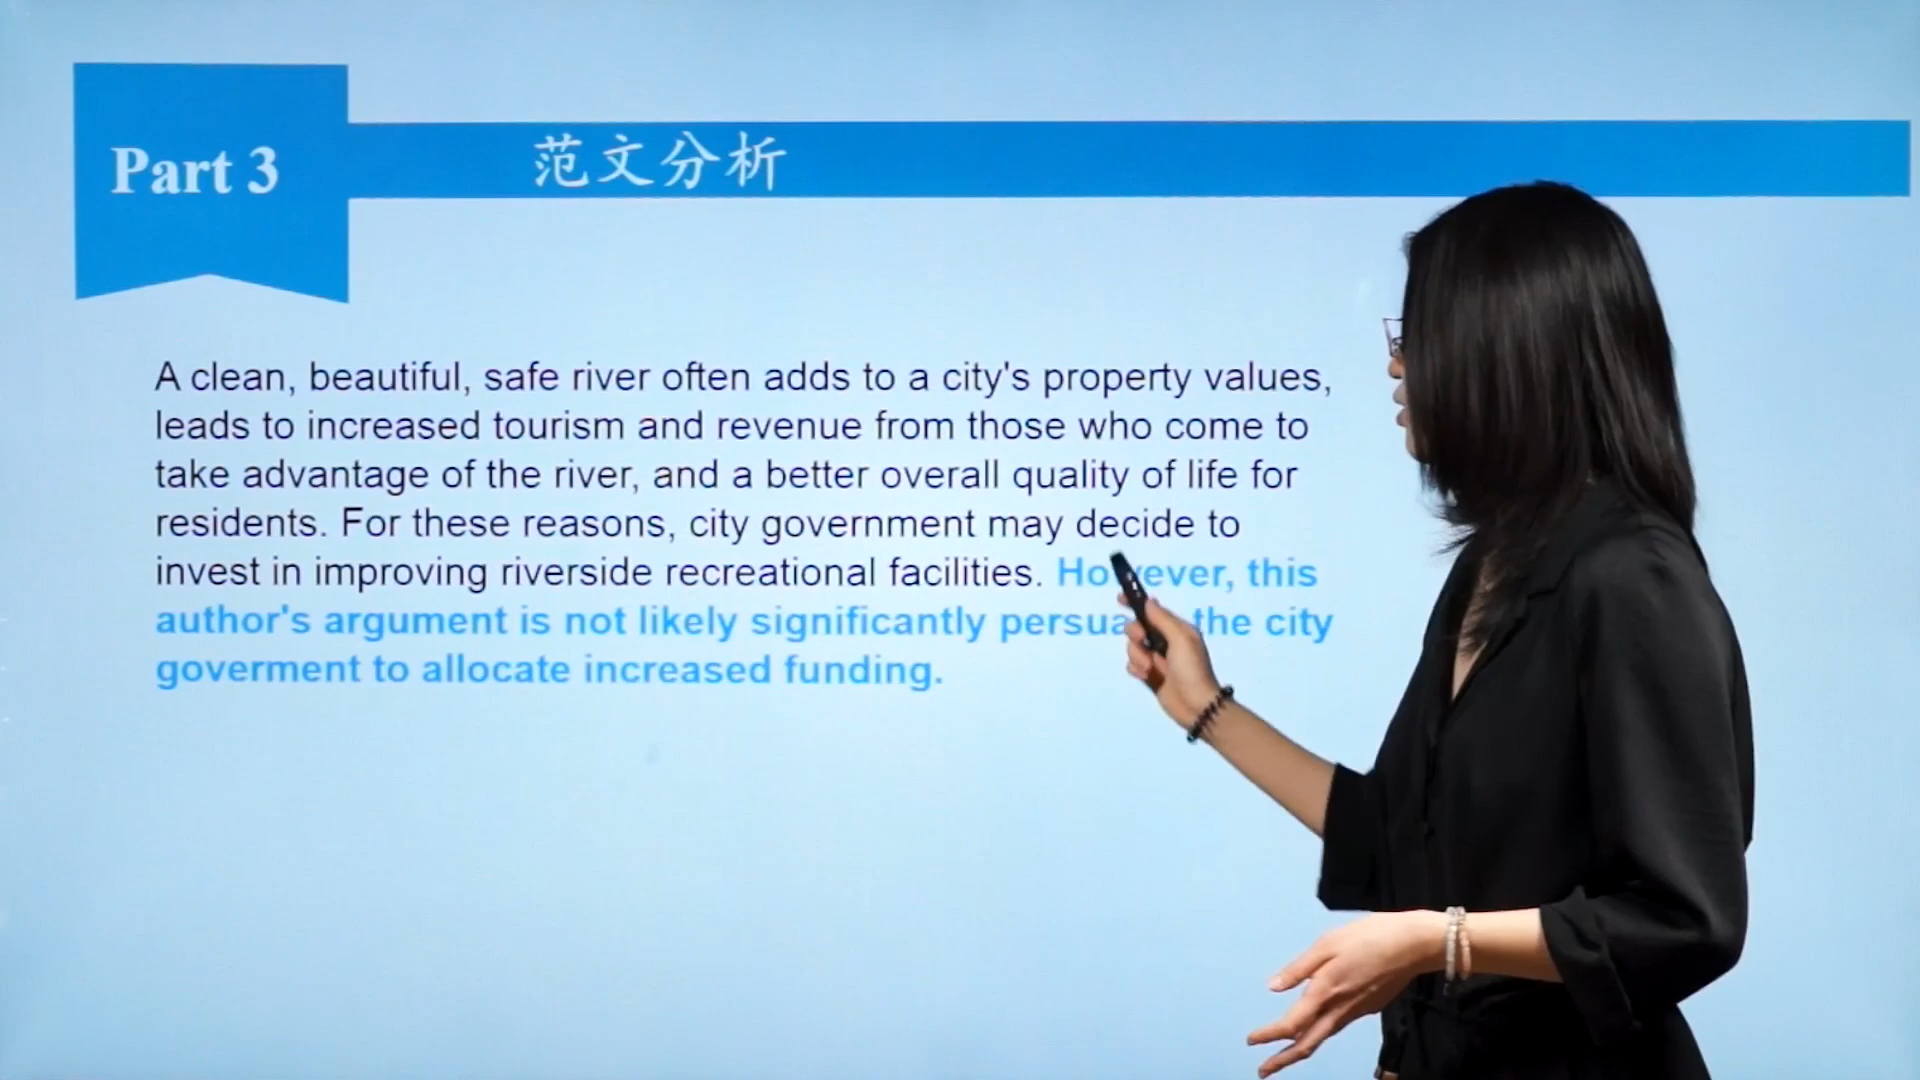 Part 3
范文分析
A clean, beautiful, safe river often adds to a city's property values,
leads to increased tourism and revenue from those who come to
take advantage of the river, and a better overall quality of life for
residents. For these reasons, city government may decide to
invest in improving riverside recreational facilities. However, this
author's argument is not likely significantly the city
goverment to allocate increased funding.